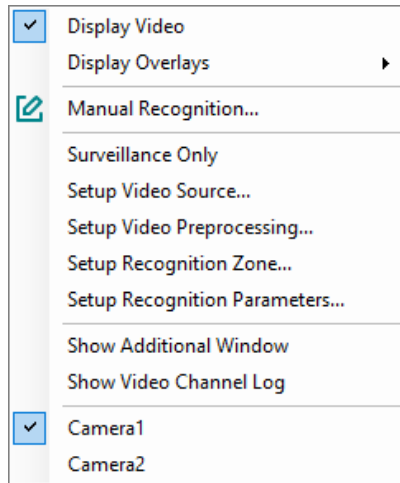 Display Video
Display Overlays
Manual Recognition...
Surveillance Only
Setup Video Source...
Setup Video Preprocessing...
Setup Recognition Zone...
Setup Recognition Parameters...
Show Additional Window
Show Video Channel Log
Camera1
Camera2